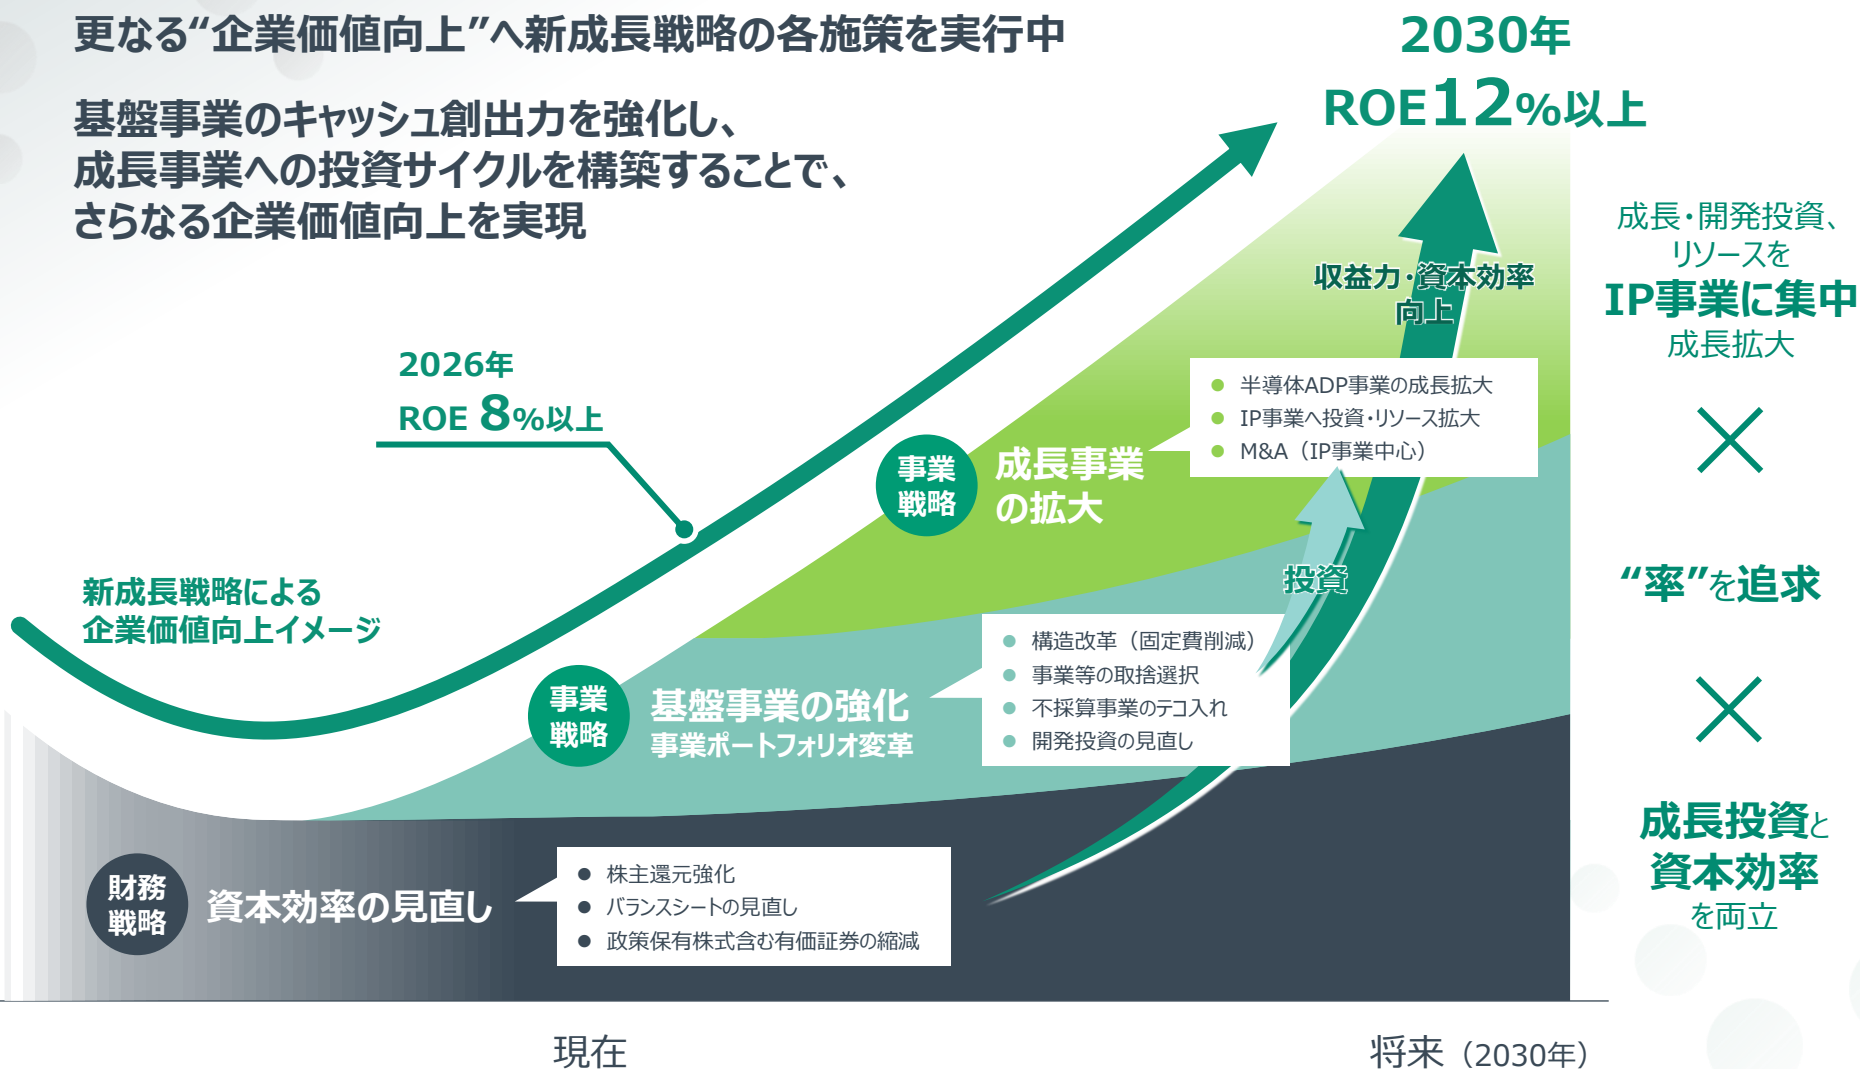 更なる“企業価値向上”へ新成長戦略の各施策を実行中
基盤事業のキャッシュ創出力を強化し、
成長事業への投資サイクルを構築することで、
さらなる企業価値向上を実現
2030年
ROE12%以上
成長・開発投資、
リソースを
IP事業に集中
成長拡大
“率”を追求
成長投資と
資本効率
を両立
収益力・資本効率
向上
2026年
ROE 8%以上
新成長戦略による
企業価値向上イメージ
事業
戦略
成長事業
の拡大
半導体ADP事業の成長拡大
IP事業へ投資・リソース拡大
M&A（IP事業中心）
投資
事業
戦略
基盤事業の強化
事業ポートフォリオ変革
構造改革（固定費削減）
事業等の取捨選択
不採算事業のテコ入れ
開発投資の見直し
財務
戦略
資本効率の見直し
株主還元強化
バランスシートの見直し
政策保有株式含む有価証券の縮減
現在
将来（2030年）